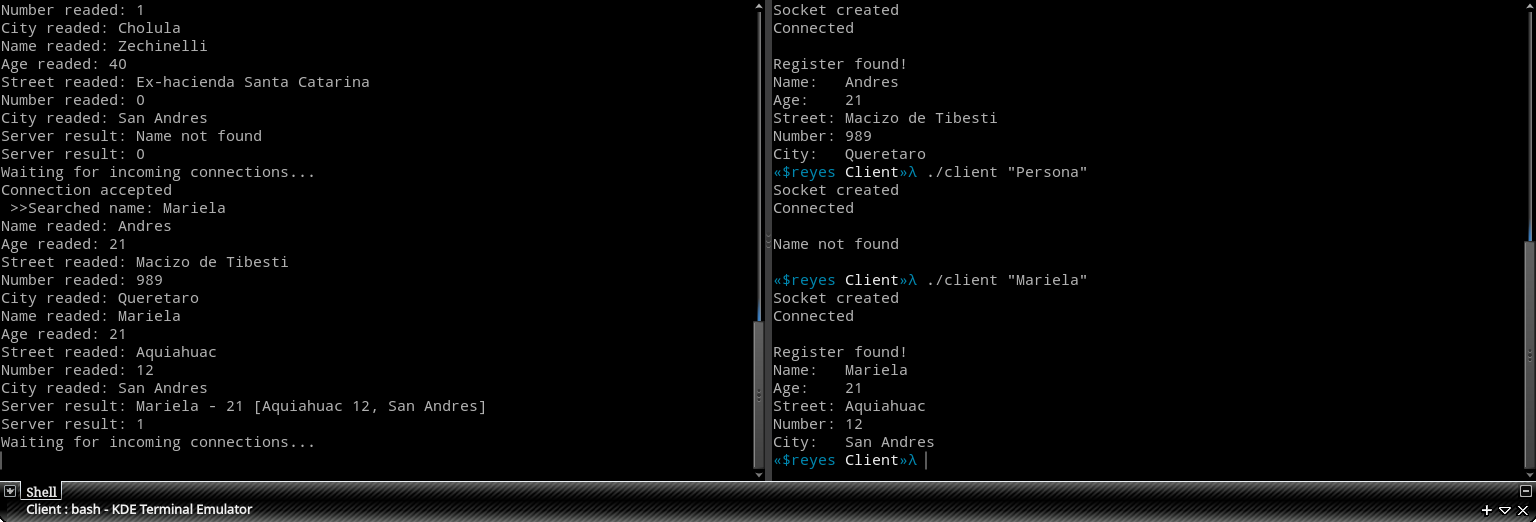 Number readed: 1
City readed: Cholula
Name readed: Zechinelli
Age readed: 40
Street readed: Ex-hacienda Santa Catarina
Number readed: 0
City readed: San Andres
Server result: Name not found
Server result: 0
Waiting for incoming connections...
Connection accepted
 >>Searched name: Mariela
Name readed: Andres
Age readed: 21
Street readed: Macizo de Tibesti
Number readed: 989
City readed: Queretaro
Name readed: Mariela
Age readed: 21
Street readed: Aquiahuac
Number readed: 12
City readed: San Andres
Server result: Mariela - 21 [Aquiahuac 12, San Andres]
Server result: 1
Waiting for incoming connections...
Socket created
Connected
Register found!
Name:   Andres
Age:    21
Street: Macizo de Tibesti
Number: 989
City:   Queretaro
«$reyes Client»λ ./client "Persona"
Socket created
Connected
Name not found
«$reyes Client»λ ./client "Mariela"
Socket created
Connected
Register found!
Name:   Mariela
Age:    21
Street: Aquiahuac
Number: 12
City:   San Andres
«$reyes Client»λ
Shell
Client : bash - KDE Terminal Emulator